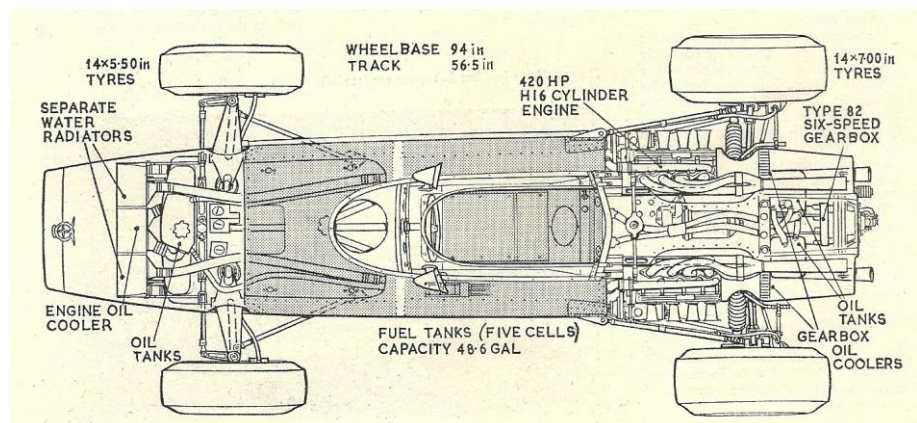 WHEELBASE 94 in
TRACK 56·5 in
14×5·50 in
TYRES
14×7·00 in
TYRES
420 HP
H16 CYLINDER
ENGINE
SEPARATE
WATER
RADIATORS
TYPE 82
SIX-SPEED
GEARBOX
ENGINE OIL
COOLER
OIL
TANKS
FUEL TANKS (FIVE CELLS)
CAPACITY 48·6 GAL
OIL
TANKS
GEARBOX
OIL
COOLERS